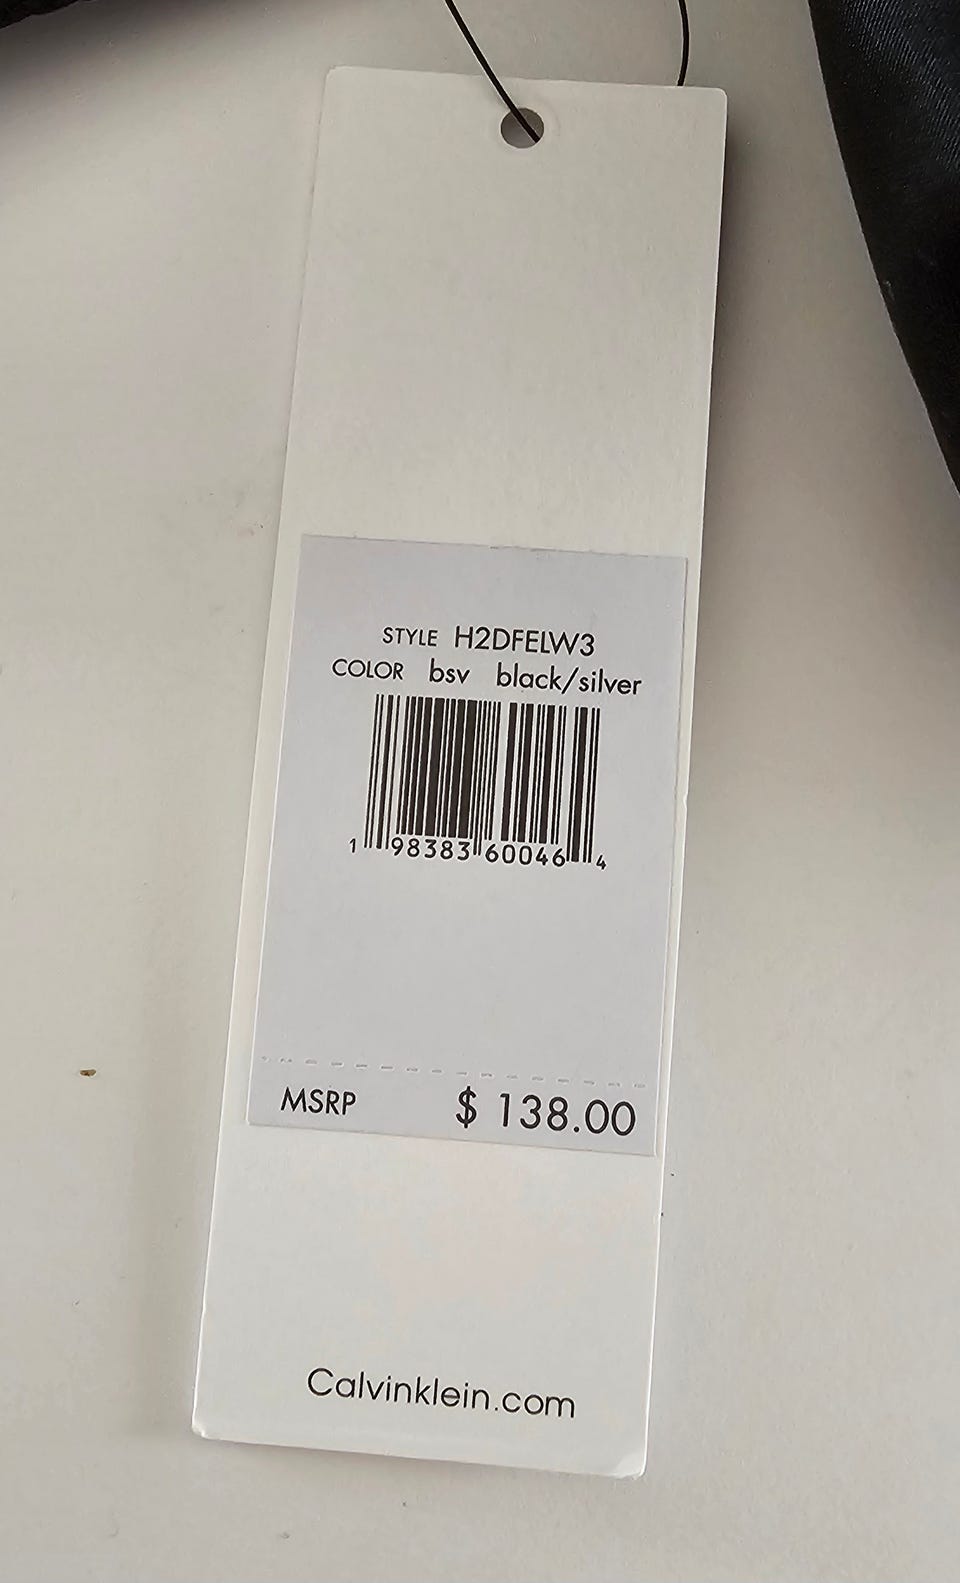 STYLE H2DFELW3
COLOR bsv black/silver
1 98383 60046 4
MSRP $ 138.00
Calvinklein.com